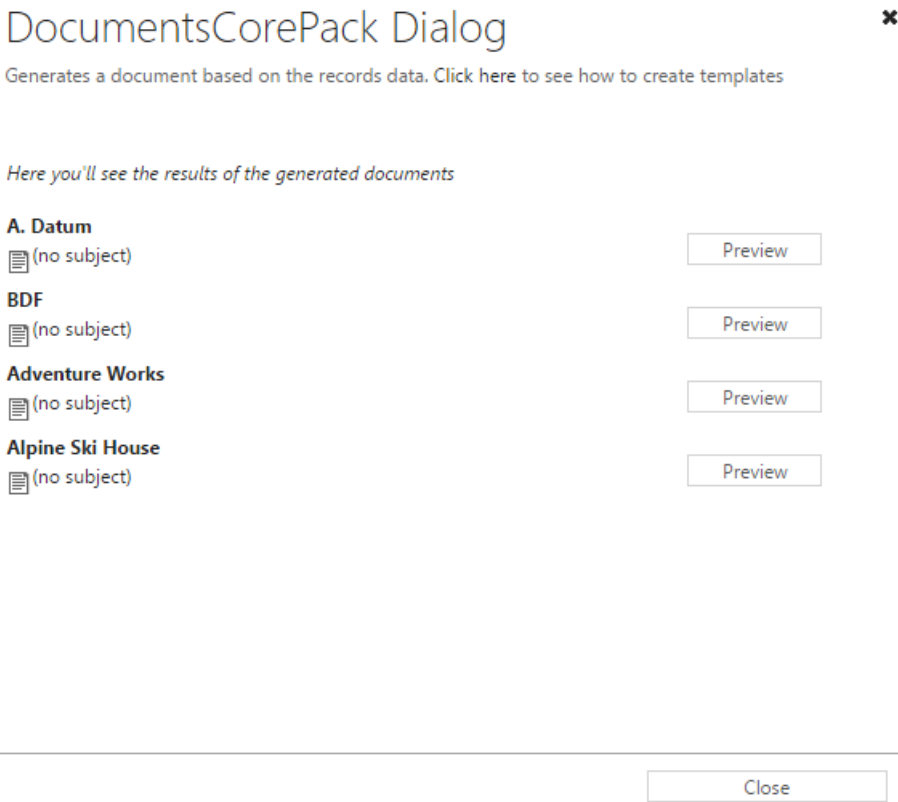 DocumentsCorePack Dialog
Generates a document based on the records data. Click here to see how to create templates
Here you'll see the results of the generated documents
A. Datum
(no subject)
Preview
BDF
(no subject)
Preview
Adventure Works
(no subject)
Preview
Alpine Ski House
(no subject)
Preview
Close